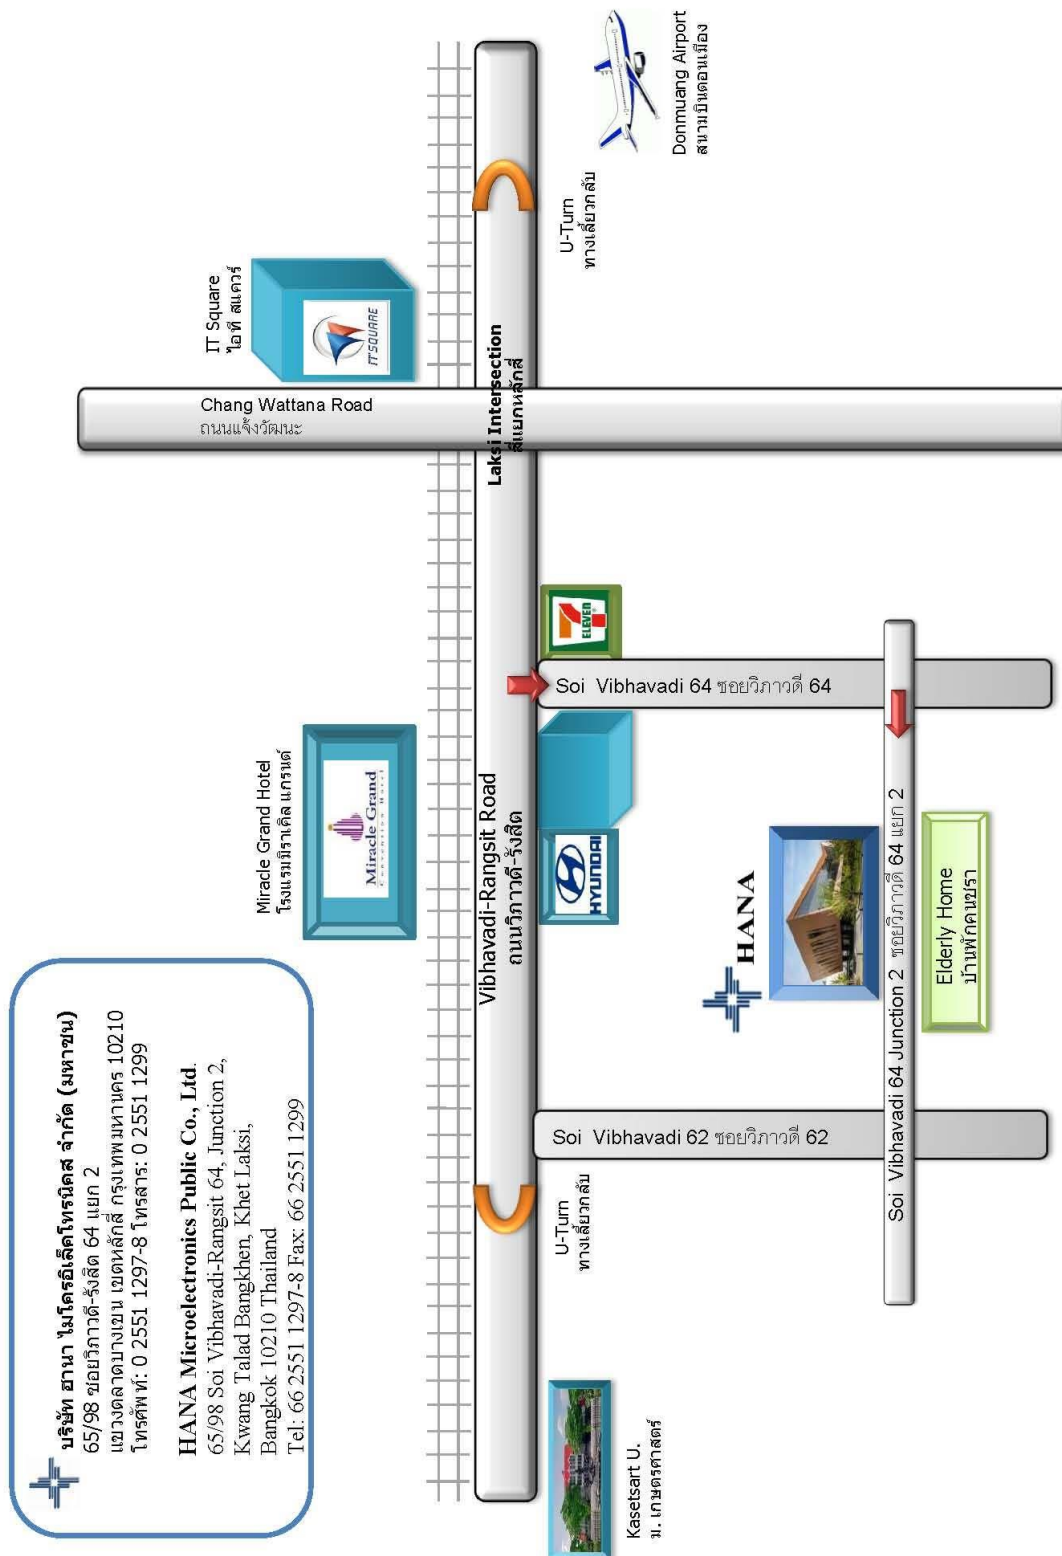 บริษัท ฮานา ไมโครอิเล็คโทรนิคส จำกัด (มหาชน)
65/98 ซอยวิภาวดี-รังสิต 64 แยก 2
แขวงตลาดบางเขน เขตหลักสี่ กรุงเทพมหานคร 10210
โทรศัพท์: 0 2551 1297-8 โทรสาร: 0 2551 1299
HANA Microelectronics Public Co., Ltd.
65/98 Soi Vibhavadi-Rangsit 64, Junction 2,
Kwang Talad Bangkhen, Khet Laksi,
Bangkok 10210 Thailand
Tel: 66 2551 1297-8 Fax: 66 2551 1299
Miracle Grand Hotel
โรงแรมมิราเคิล แกรนด์
Miracle Grand
Convention Hotel
IT Square
ไอที สแควร์
IT SQUARE
Chang Wattana Road
ถนนแจ้งวัฒนะ
Vibhavadi-Rangsit Road
ถนนวิภาวดี-รังสิต
Laksi Intersection
สี่แยกหลักสี่
U-Turn
ทางเลี้ยวกลับ
Kasetsart U.
ม. เกษตรศาสตร์
Soi Vibhavadi 62 ซอยวิภาวดี 62
HYUNDAI
Soi Vibhavadi 64 ซอยวิภาวดี 64
7
ELEVEN
U-Turn
ทางเลี้ยวกลับ
Donmuang Airport
สนามบินดอนเมือง
HANA
Soi Vibhavadi 64 Junction 2 ซอยวิภาวดี 64 แยก 2
Elderly Home
บ้านพักคนชรา